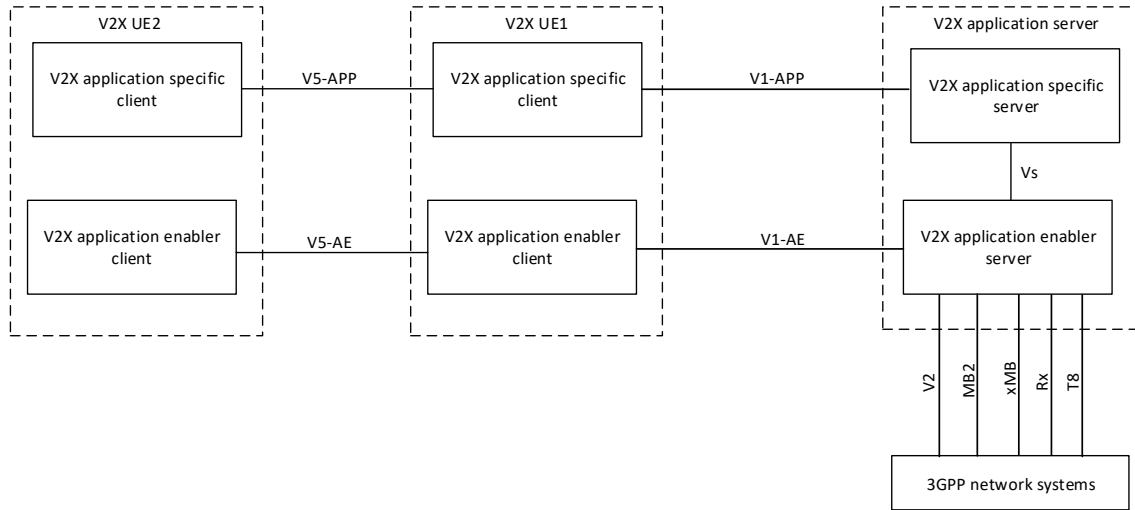 V2X UE2
V2X UE1
V2X application server
V2X application specific
client
V5-APP
V2X application specific
client
V1-APP
V2X application specific
server
Vs
V2X application enabler
client
V5-AE
V2X application enabler
client
V1-AE
V2X application enabler
server
V2
MB2
xMB
Rx
T8
3GPP network systems